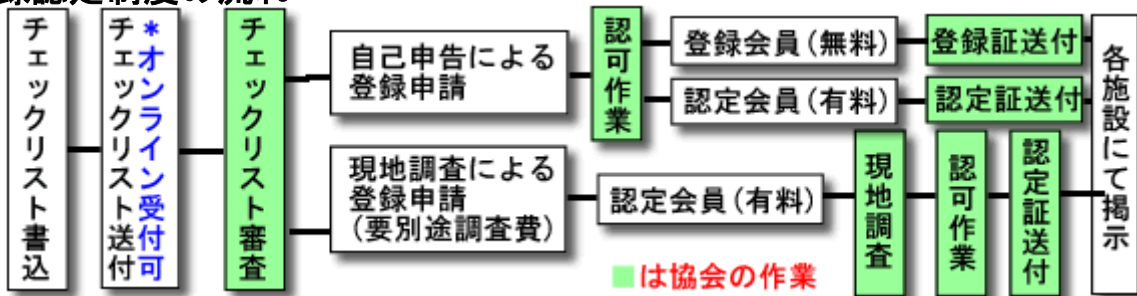 チェックリスト書込
チェックリスト送付
*オンライン受付可
チェックリスト審査
自己申告による
登録申請
認可作業
登録会員(無料)
登録証送付
認定会員(有料)
認定証送付
現地調査による
登録申請
(要別途調査費)
認定会員(有料)
現地調査
認可作業
認定証送付
各施設にて掲示
■は協会の作業